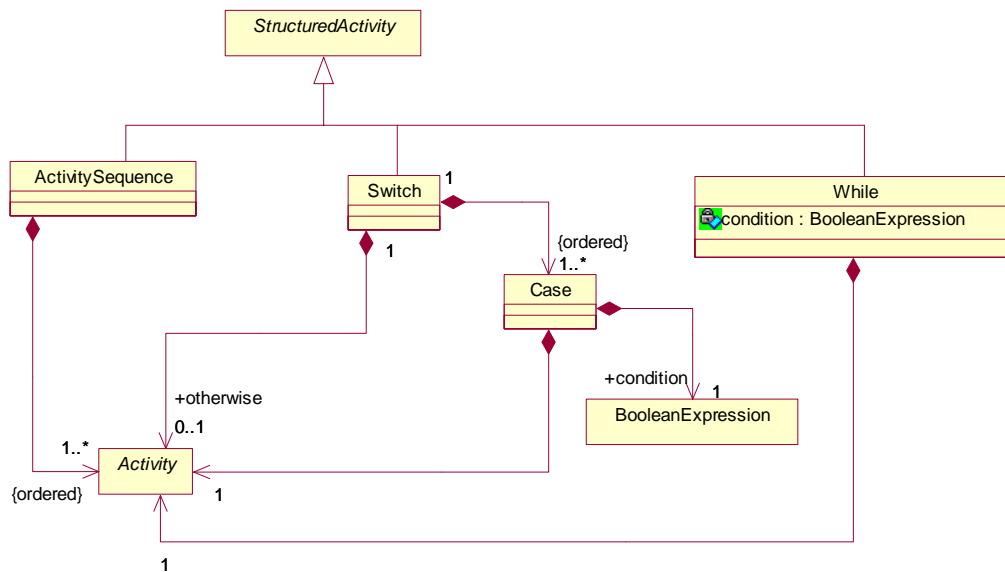 StructuredActivity
ActivitySequence
Switch
1
While
condition : BooleanExpression
1
{ordered}
1..*
Case
+condition
1
BooleanExpression
+otherwise
0..1
1..*
Activity
{ordered}
1
1